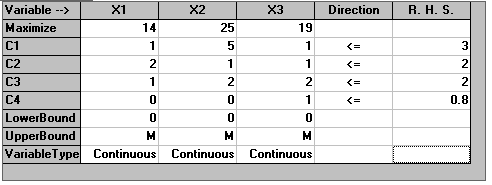 Variable --> X1 X2 X3 Direction R. H. S.
Maximize 14 25 19
C1 1 5 1 <= 3
C2 2 1 1 <= 2
C3 1 2 2 <= 2
C4 0 0 1 <= 0.8
LowerBound 0 0 0
UpperBound M M M
VariableType Continuous Continuous Continuous